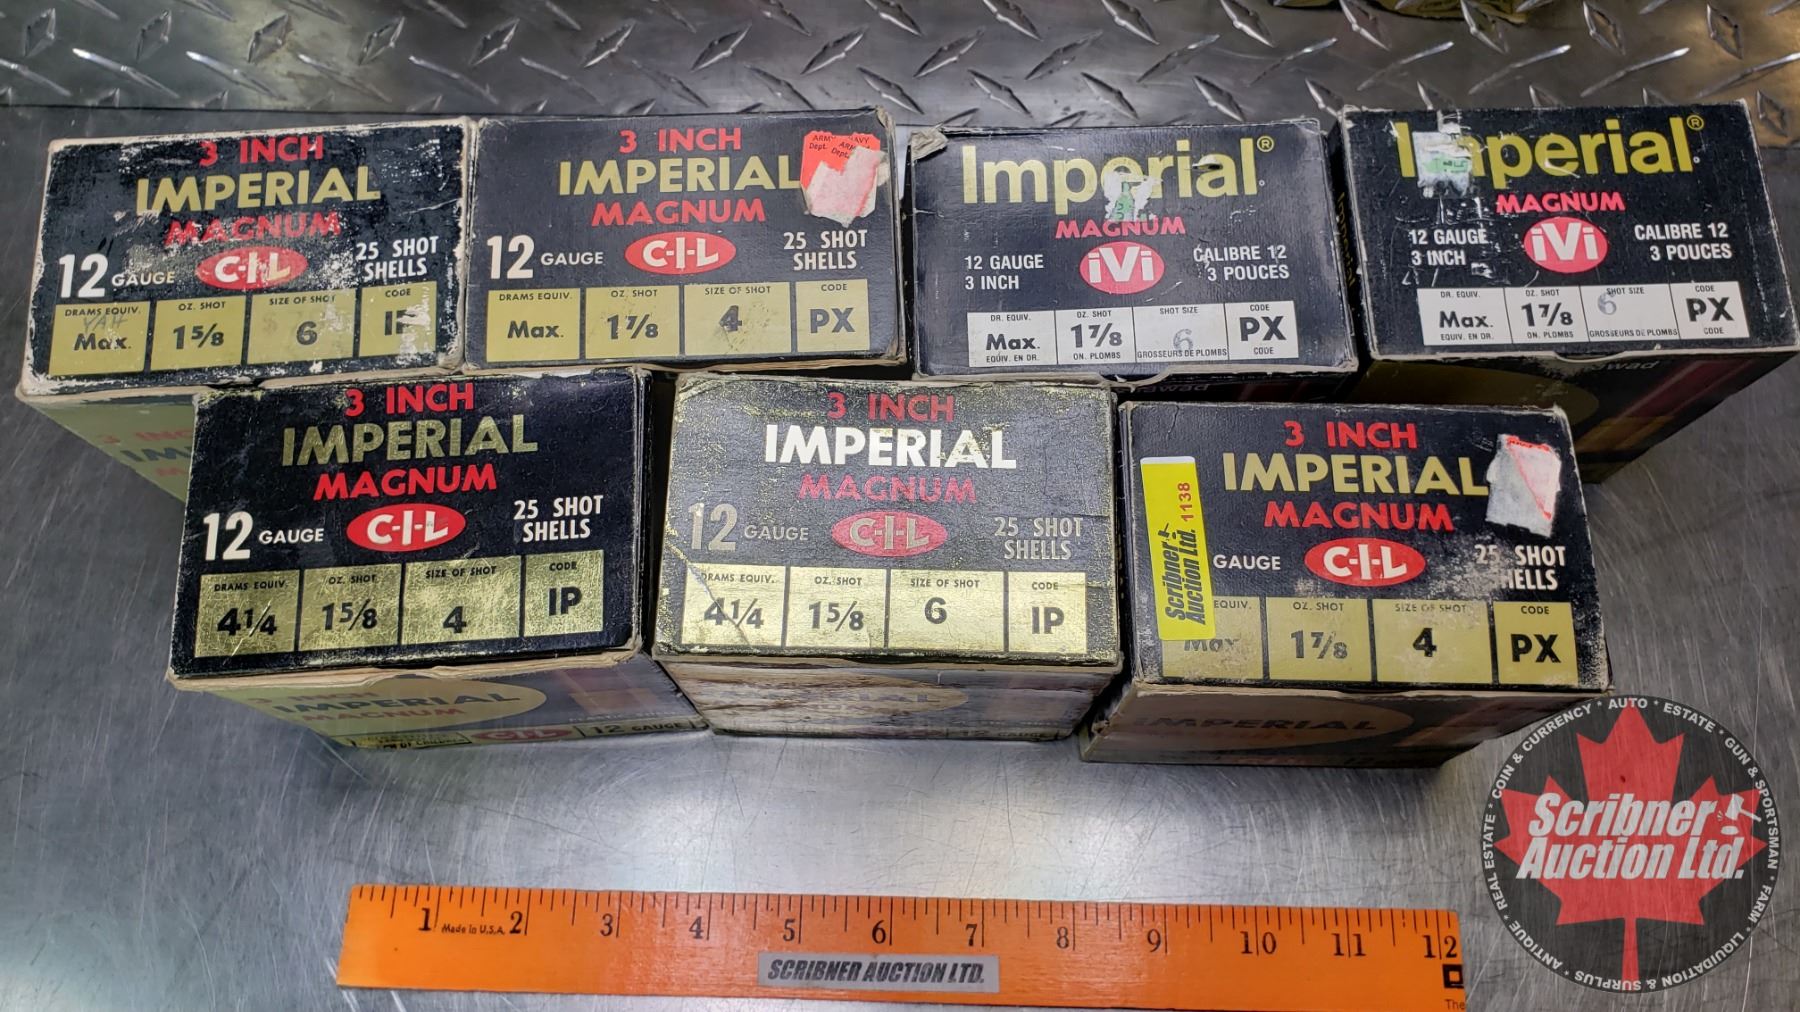 3 INCH
IMPERIAL
MAGNUM
12 GAUGE
C-I-L
25 SHOT
SHELLS
DRAMS EQUIV.
OZ. SHOT
SIZE OF SHOT
CODE
Max.
1 5/8
6
IP
3 INCH
IMPERIAL
MAGNUM
12 GAUGE
C-I-L
25 SHOT
SHELLS
DRAMS EQUIV.
OZ. SHOT
SIZE OF SHOT
CODE
Max.
1 7/8
4
PX
Imperial®
MAGNUM
12 GAUGE
3 INCH
iVi
CALIBRE 12
3 POUCES
DR. EQUIV.
OZ. SHOT
SHOT SIZE
CODE
Max.
1 7/8
6
PX
EQUIV. EN DR.
ON. PLOMBS
GROSSEURS DE PLOMBS
CODE
Imperial®
MAGNUM
12 GAUGE
3 INCH
iVi
CALIBRE 12
3 POUCES
DR. EQUIV.
OZ. SHOT
SHOT SIZE
CODE
Max.
1 7/8
6
PX
EQUIV. EN DR.
ON. PLOMBS
GROSSEURS DE PLOMBS
CODE
3 INCH
IMPERIAL
MAGNUM
12 GAUGE
C-I-L
25 SHOT
SHELLS
DRAMS EQUIV.
OZ. SHOT
SIZE OF SHOT
CODE
4 1/4
1 5/8
4
IP
IMPERIAL
MAGNUM
C-I-L
12 GAUGE
3 INCH
IMPERIAL
MAGNUM
12 GAUGE
C-I-L
25 SHOT
SHELLS
DRAMS EQUIV.
OZ. SHOT
SIZE OF SHOT
CODE
4 1/4
1 5/8
6
IP
3 INCH
IMPERIAL
MAGNUM
GAUGE
C-I-L
25 SHOT
SHELLS
EQUIV.
OZ. SHOT
SIZE OF SHOT
CODE
Max.
1 7/8
4
PX
IMPERIAL
Scribner
Auction Ltd. 1138
1 2 3 4 5 6 7 8 9 10 11 12
Made in U.S.A.
SCRIBNER AUCTION LTD.
The
Scribner
Auction Ltd.
REAL ESTATE * COIN & CURRENCY * AUTO * ESTATE * GUN & SPORTSMAN * FARM * LIQUIDATION & SURPLUS * ANTIQUE *